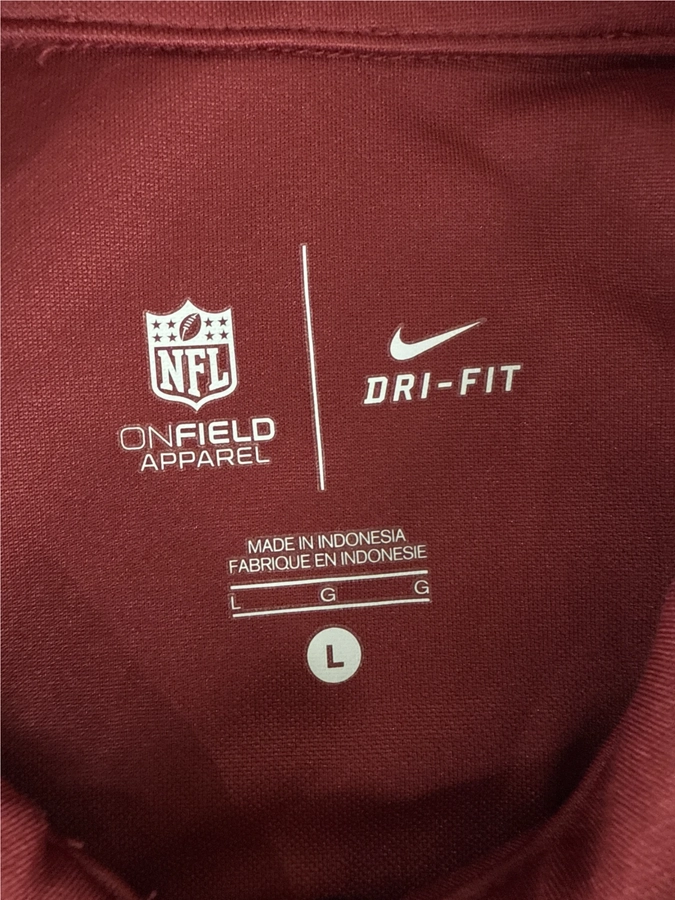 NFL
ONFIELD
APPAREL
DRI-FIT
MADE IN INDONESIA
FABRIQUE EN INDONESIE
L G G
L